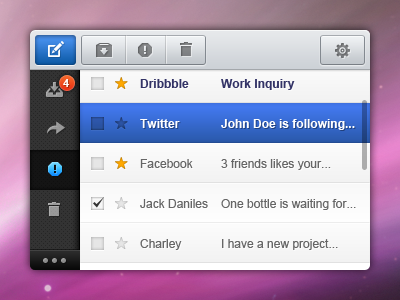 4
Dribbble Work Inquiry
Twitter John Doe is following...
Facebook 3 friends likes your...
Jack Daniles One bottle is waiting for...
Charley I have a new project...